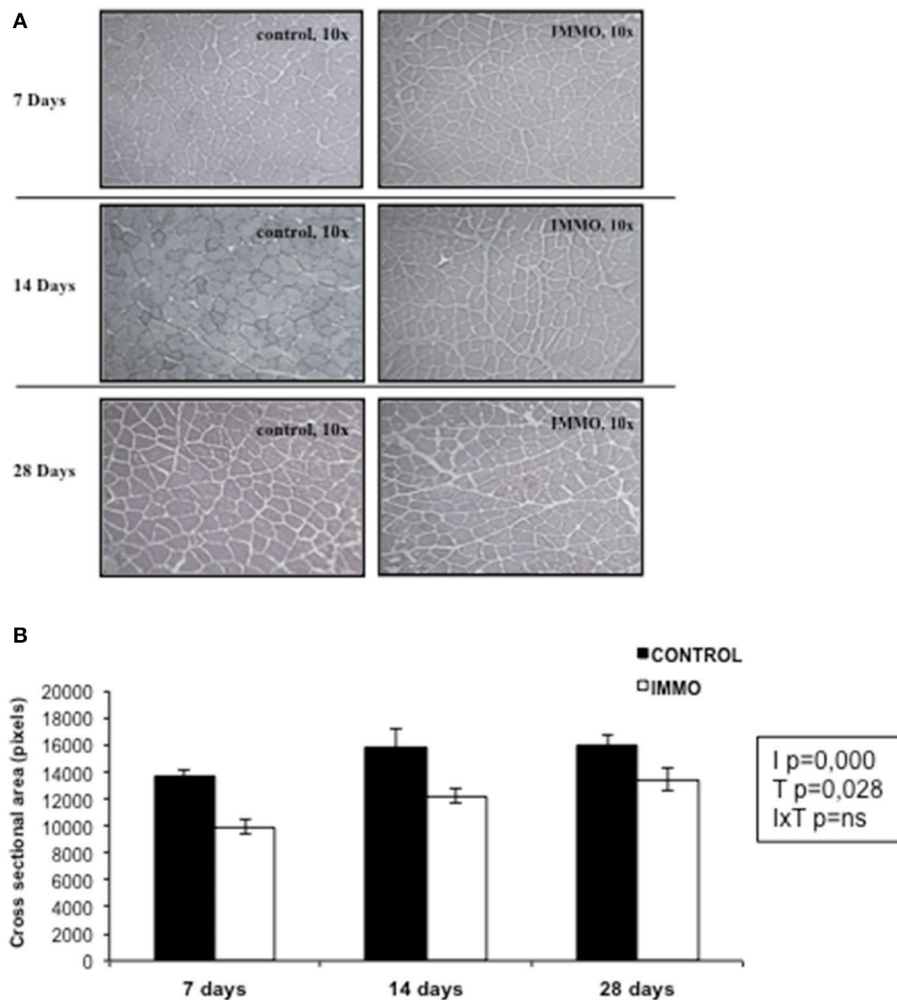 A
control, 10x
IMMO, 10x
7 Days
control, 10x
IMMO, 10x
14 Days
control, 10x
IMMO, 10x
28 Days
B
CONTROL
IMMO
Cross sectional area (pixels)
20000
18000
16000
14000
12000
10000
8000
6000
4000
2000
0
7 days
14 days
28 days
I p=0,000
T p=0,028
IxT p=ns